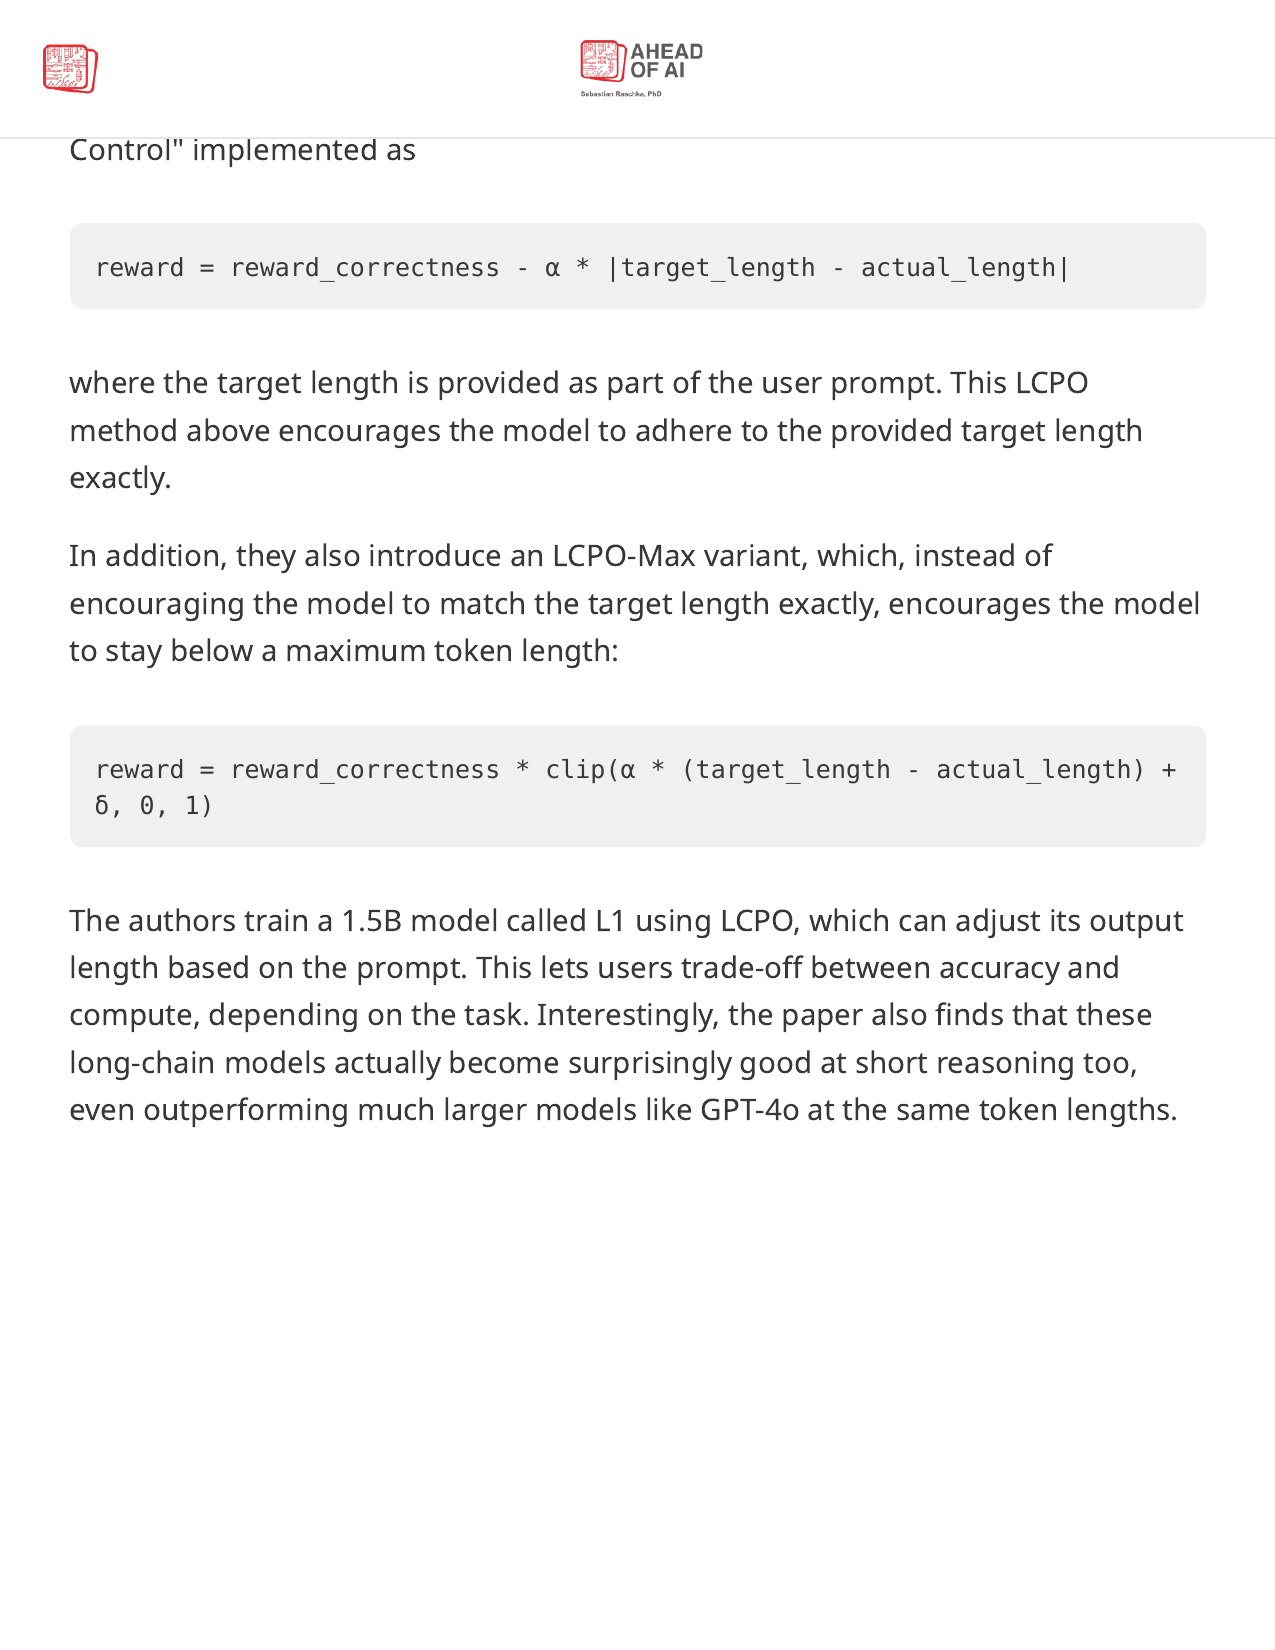 AHEAD
OF AI
Sebastian Raschka, PhD
Control" implemented as
reward = reward_correctness - α * |target_length - actual_length|
where the target length is provided as part of the user prompt. This LCPO
method above encourages the model to adhere to the provided target length
exactly.
In addition, they also introduce an LCPO-Max variant, which, instead of
encouraging the model to match the target length exactly, encourages the model
to stay below a maximum token length:
reward = reward_correctness * clip(α * (target_length - actual_length) +
δ, 0, 1)
The authors train a 1.5B model called L1 using LCPO, which can adjust its output
length based on the prompt. This lets users trade-off between accuracy and
compute, depending on the task. Interestingly, the paper also finds that these
long-chain models actually become surprisingly good at short reasoning too,
even outperforming much larger models like GPT-4o at the same token lengths.